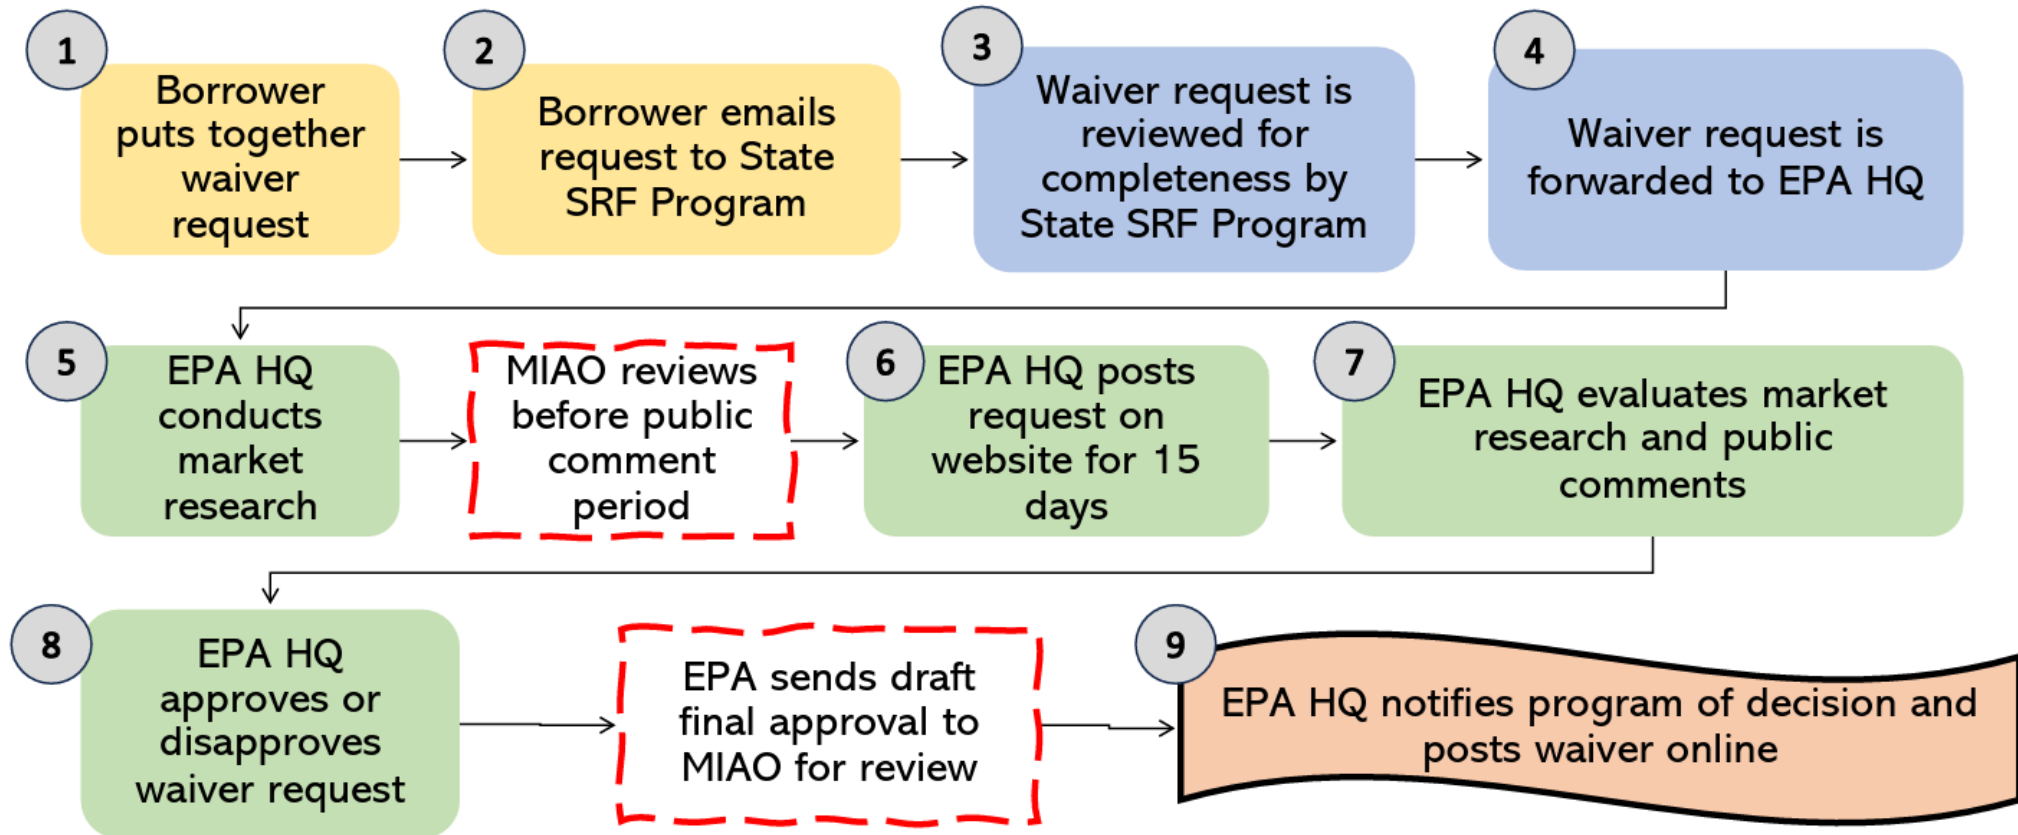 1
Borrower
puts together
waiver
request
2
Borrower emails
request to State
SRF Program
3
Waiver request is
reviewed for
completeness by
State SRF Program
4
Waiver request is
forwarded to EPA HQ
5
EPA HQ
conducts
market
research
MIAO reviews
before public
comment
period
6
EPA HQ posts
request on
website for 15
days
7
EPA HQ evaluates market
research and public
comments
8
EPA HQ
approves or
disapproves
waiver request
EPA sends draft
final approval to
MIAO for review
9
EPA HQ notifies program of decision and
posts waiver online